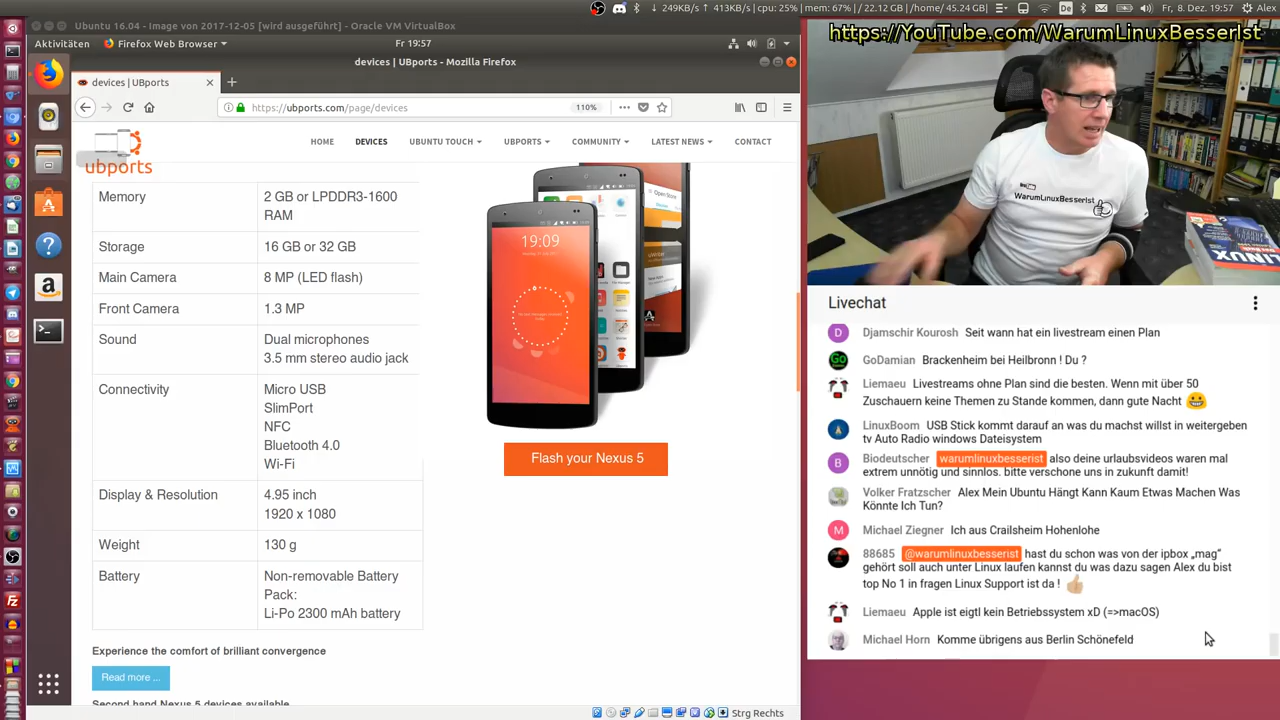 249KB/s 413KB/s cpu: 25% mem: 67% / 22.12 GB /home/ 45.24 GB De Fr, 8. Dez, 19:57 Alex
Ubuntu 16.04 - Image von 2017-12-05 [wird ausgeführt] - Oracle VM VirtualBox
Aktivitäten Firefox Web Browser Fr 19:57
devices | UBports - Mozilla Firefox
devices | UBports
https://ubports.com/page/devices 110%
ubports
HOME DEVICES UBUNTU TOUCH UBPORTS COMMUNITY LATEST NEWS CONTACT
Memory 2 GB or LPDDR3-1600
RAM
Storage 16 GB or 32 GB
Main Camera 8 MP (LED flash)
Front Camera 1.3 MP
Sound Dual microphones
3.5 mm stereo audio jack
Connectivity Micro USB
SlimPort
NFC
Bluetooth 4.0
Wi-Fi
Display & Resolution 4.95 inch
1920 x 1080
Weight 130 g
Battery Non-removable Battery
Pack:
Li-Po 2300 mAh battery
19:09
Flash your Nexus 5
Experience the comfort of brilliant convergence
Read more ...
Second hand Nexus 5 devices available
Strg Rechts
https://YouTube.com/WarumLinuxBesserIst
WarumLinuxBesserIst
LINUX
Livechat
Djamschir Kourosh Seit wann hat ein livestream einen Plan
GoDamian Brackenheim bei Heilbronn ! Du ?
Liemaeu Livestreams ohne Plan sind die besten. Wenn mit über 50
Zuschauern keine Themen zu Stande kommen, dann gute Nacht
LinuxBoom USB Stick kommt darauf an was du machst willst in weitergeben
tv Auto Radio windows Dateisystem
Biodeutscher warumlinuxbesserist also deine urlaubsvideos waren mal
extrem unnötig und sinnlos. bitte verschone uns in zukunft damit!
Volker Fratzscher Alex Mein Ubuntu Hängt Kann Kaum Etwas Machen Was
Könnte Ich Tun?
Michael Ziegner Ich aus Crailsheim Hohenlohe
88685 @warumlinuxbesserist hast du schon was von der ipbox „mag“
gehört soll auch unter Linux laufen kannst du was dazu sagen Alex du bist
top No 1 in fragen Linux Support ist da !
Liemaeu Apple ist eigtl kein Betriebssystem xD (=>macOS)
Michael Horn Komme übrigens aus Berlin Schönefeld